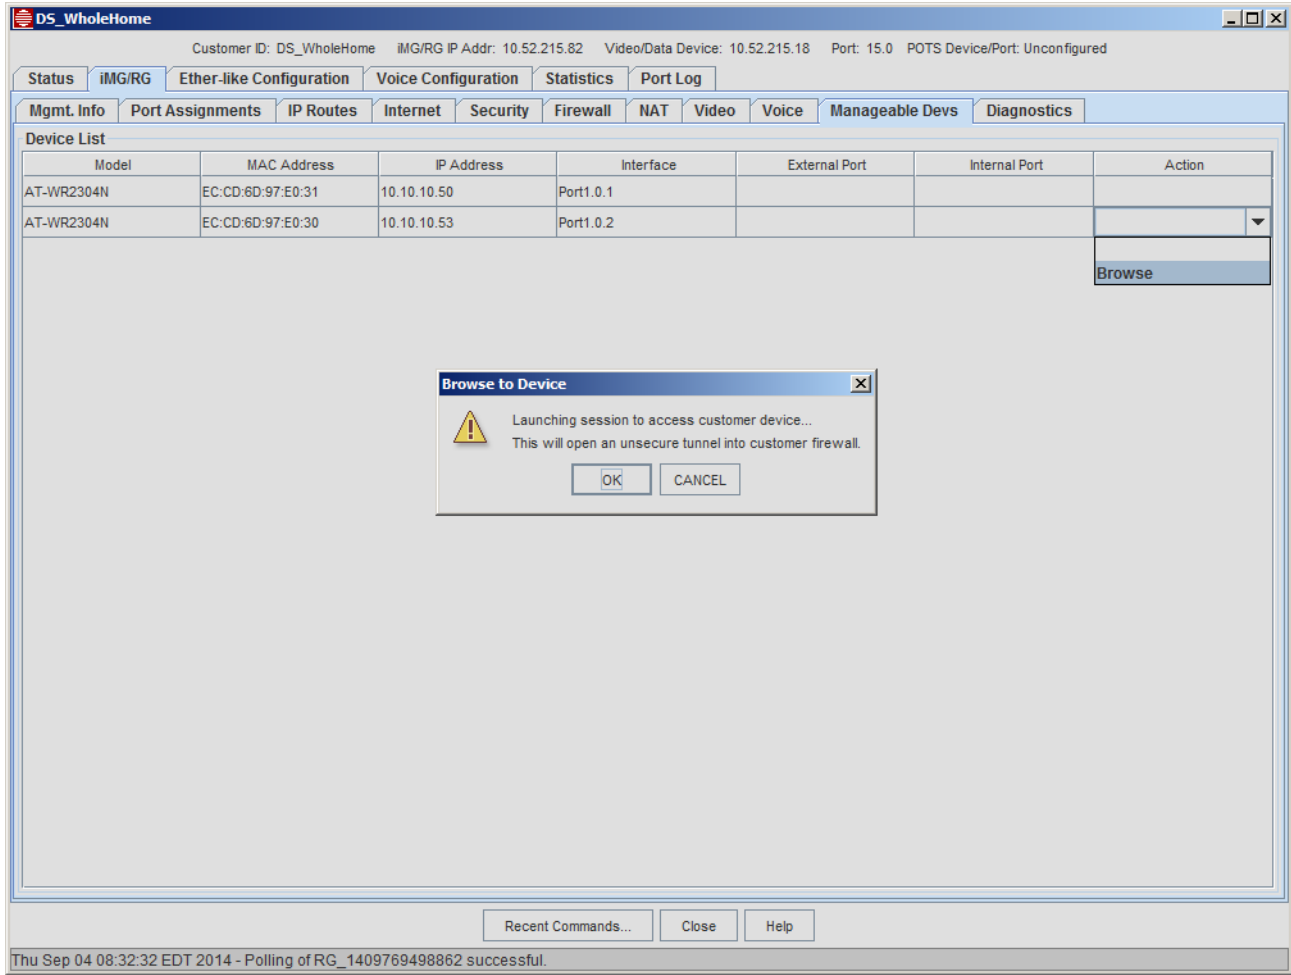 DS_WholeHome
Customer ID: DS_WholeHome iMG/RG IP Addr: 10.52.215.82 Video/Data Device: 10.52.215.18 Port: 15.0 POTS Device/Port: Unconfigured
Status iMG/RG Ether-like Configuration Voice Configuration Statistics Port Log
Mgmt. Info Port Assignments IP Routes Internet Security Firewall NAT Video Voice Manageable Devs Diagnostics
Device List
Model MAC Address IP Address Interface External Port Internal Port Action
AT-WR2304N EC:CD:6D:97:E0:31 10.10.10.50 Port1.0.1
AT-WR2304N EC:CD:6D:97:E0:30 10.10.10.53 Port1.0.2
Browse
Browse to Device
Launching session to access customer device...
This will open an unsecure tunnel into customer firewall.
OK CANCEL
Recent Commands... Close Help
Thu Sep 04 08:32:32 EDT 2014 - Polling of RG_1409769498862 successful.